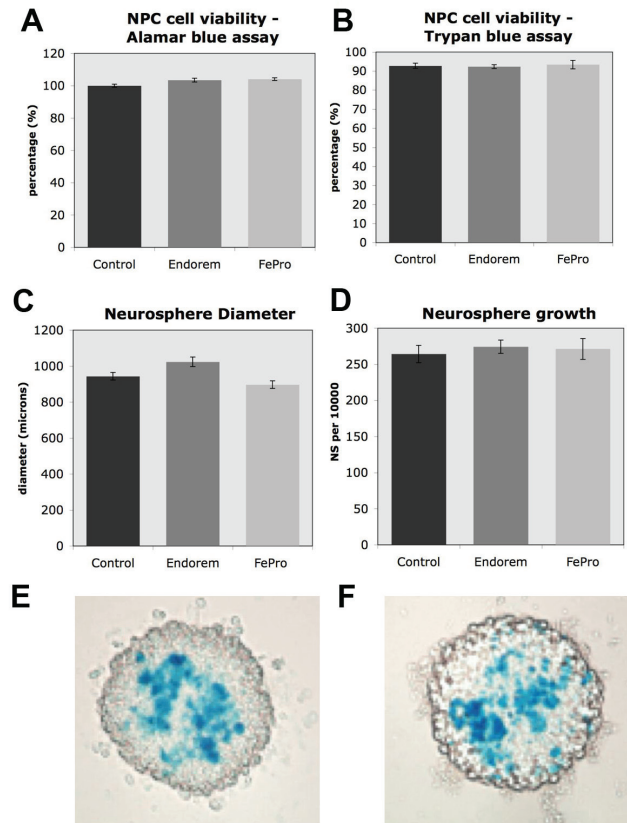 A
NPC cell viability -
Alamar blue assay
percentage (%)
120
100
80
60
40
20
0
Control Endorem FePro
B
NPC cell viability -
Trypan blue assay
percentage (%)
100
90
80
70
60
50
40
30
20
10
0
Control Endorem FePro
C
Neurosphere Diameter
diameter (microns)
1200
1000
800
600
400
200
0
Control Endorem FePro
D
Neurosphere growth
NS per 10000
300
250
200
150
100
50
0
Control Endorem FePro
E
F